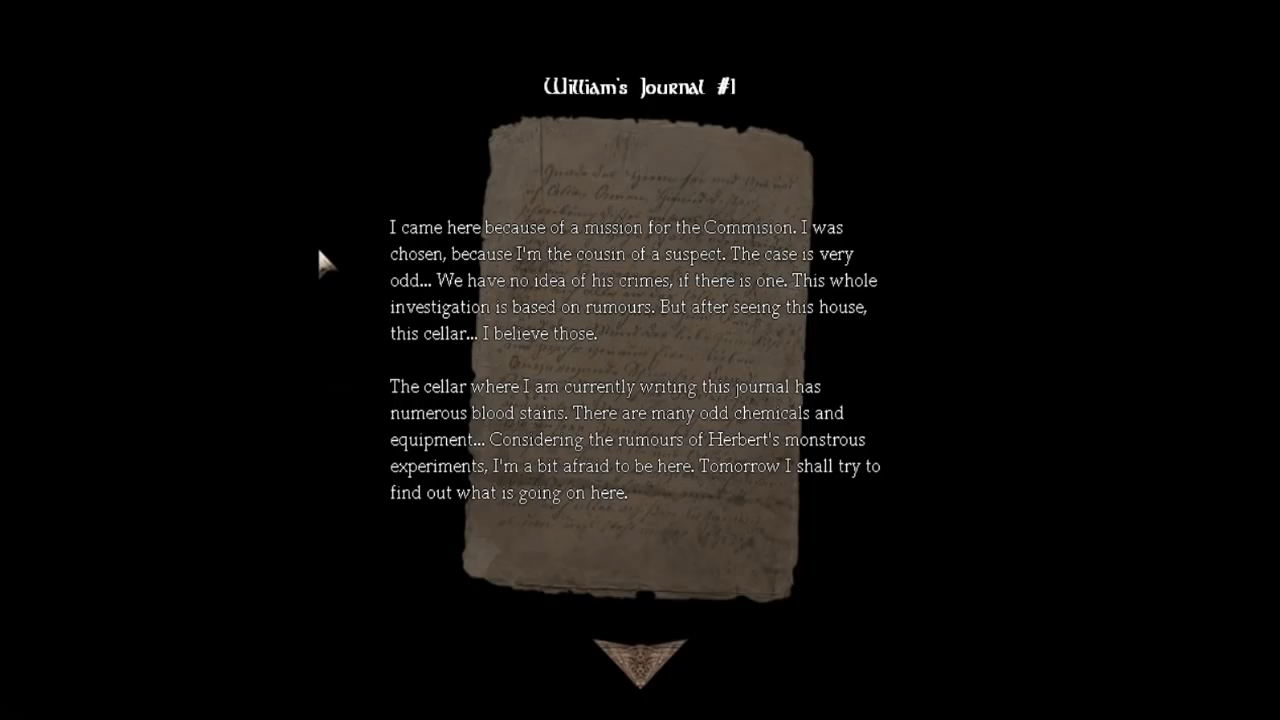 William's Journal #1
I came here because of a mission for the Commision. I was
chosen, because I'm the cousin of a suspect. The case is very
odd... We have no idea of his crimes, if there is one. This whole
investigation is based on rumours. But after seeing this house,
this cellar... I believe those.
The cellar where I am currently writing this journal has
numerous blood stains. There are many odd chemicals and
equipment... Considering the rumours of Herbert's monstrous
experiments, I'm a bit afraid to be here. Tomorrow I shall try to
find out what is going on here.